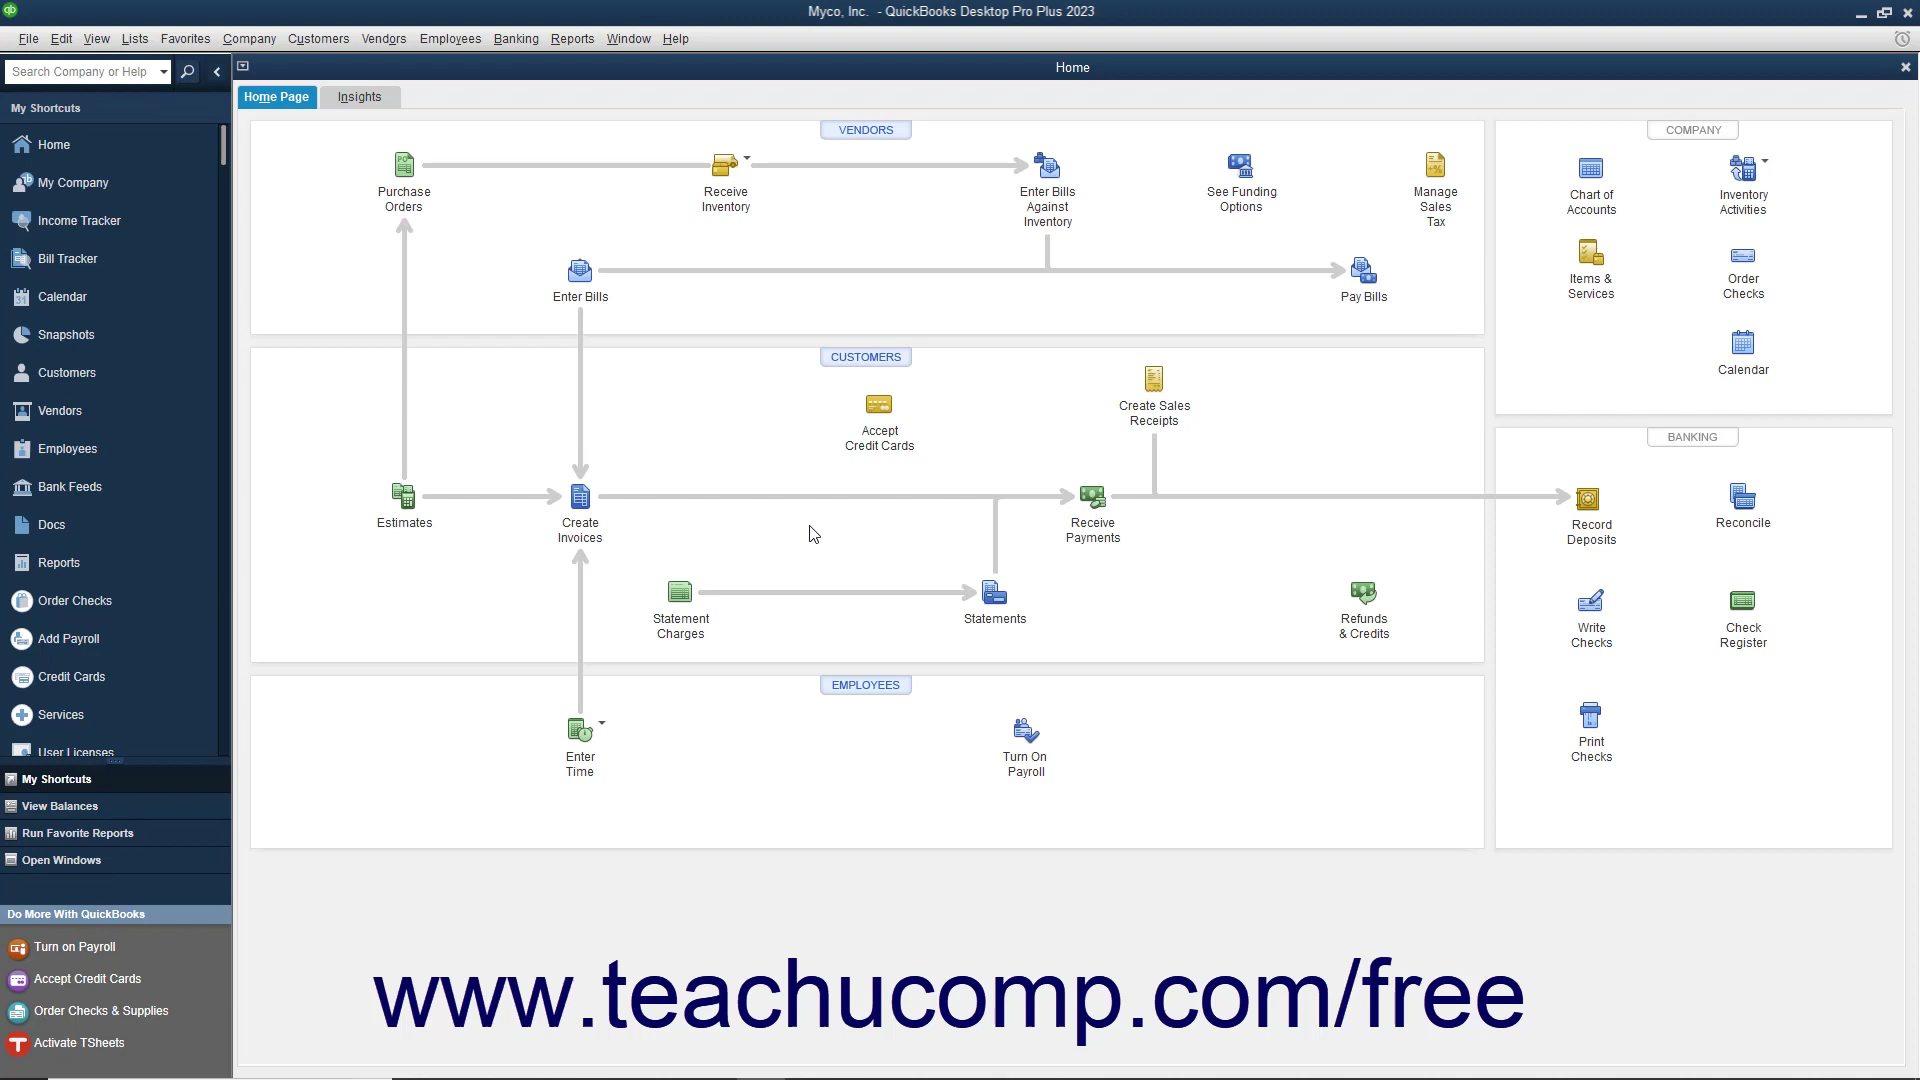 Myco, Inc. - QuickBooks Desktop Pro Plus 2023
File Edit View Lists Favorites Company Customers Vendors Employees Banking Reports Window Help
Search Company or Help
Home
Home Page
Insights
My Shortcuts
Home
My Company
Income Tracker
Bill Tracker
Calendar
Snapshots
Customers
Vendors
Employees
Bank Feeds
Docs
Reports
Order Checks
Add Payroll
Credit Cards
Services
User Licenses
My Shortcuts
View Balances
Run Favorite Reports
Open Windows
Do More With QuickBooks
Turn on Payroll
Accept Credit Cards
Order Checks & Supplies
Activate TSheets
VENDORS
Purchase
Orders
Receive
Inventory
Enter Bills
Against
Inventory
See Funding
Options
Manage
Sales
Tax
Enter Bills
Pay Bills
CUSTOMERS
Create Sales
Receipts
Accept
Credit Cards
Estimates
Create
Invoices
Receive
Payments
Statement
Charges
Statements
Refunds
& Credits
EMPLOYEES
Enter
Time
Turn On
Payroll
COMPANY
Chart of
Accounts
Inventory
Activities
Items &
Services
Order
Checks
Calendar
BANKING
Record
Deposits
Reconcile
Write
Checks
Check
Register
Print
Checks
www.teachucomp.com/free